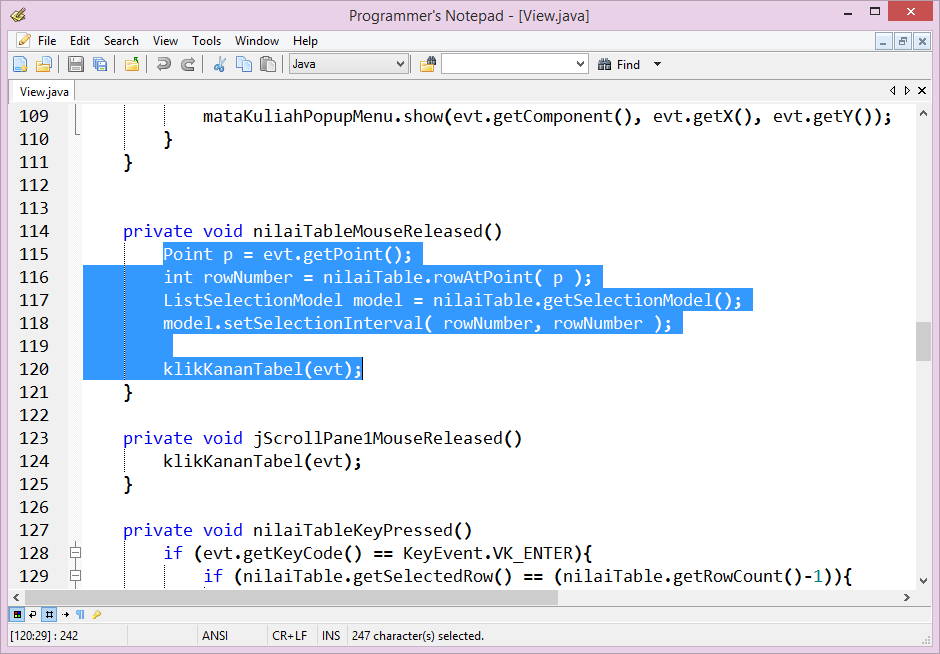 Programmer's Notepad - [View.java]
File Edit Search View Tools Window Help
Java Find
View.java
109 mataKuliahPopupMenu.show(evt.getComponent(), evt.getX(), evt.getY());
110 }
111 }
112
113
114 private void nilaiTableMouseReleased()
115 Point p = evt.getPoint();
116 int rowNumber = nilaiTable.rowAtPoint( p );
117 ListSelectionModel model = nilaiTable.getSelectionModel();
118 model.setSelectionInterval( rowNumber, rowNumber );
119
120 klikKananTabel(evt);
121 }
122
123 private void jScrollPane1MouseReleased()
124 klikKananTabel(evt);
125 }
126
127 private void nilaiTableKeyPressed()
128 if (evt.getKeyCode() == KeyEvent.VK_ENTER){
129 if (nilaiTable.getSelectedRow() == (nilaiTable.getRowCount()-1)){
[120:29] : 242 ANSI CR+LF INS 247 character(s) selected.